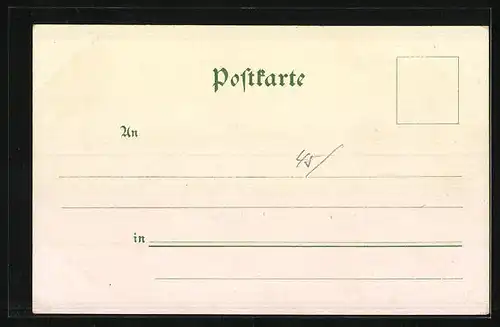 Postkarte
An
45/
in